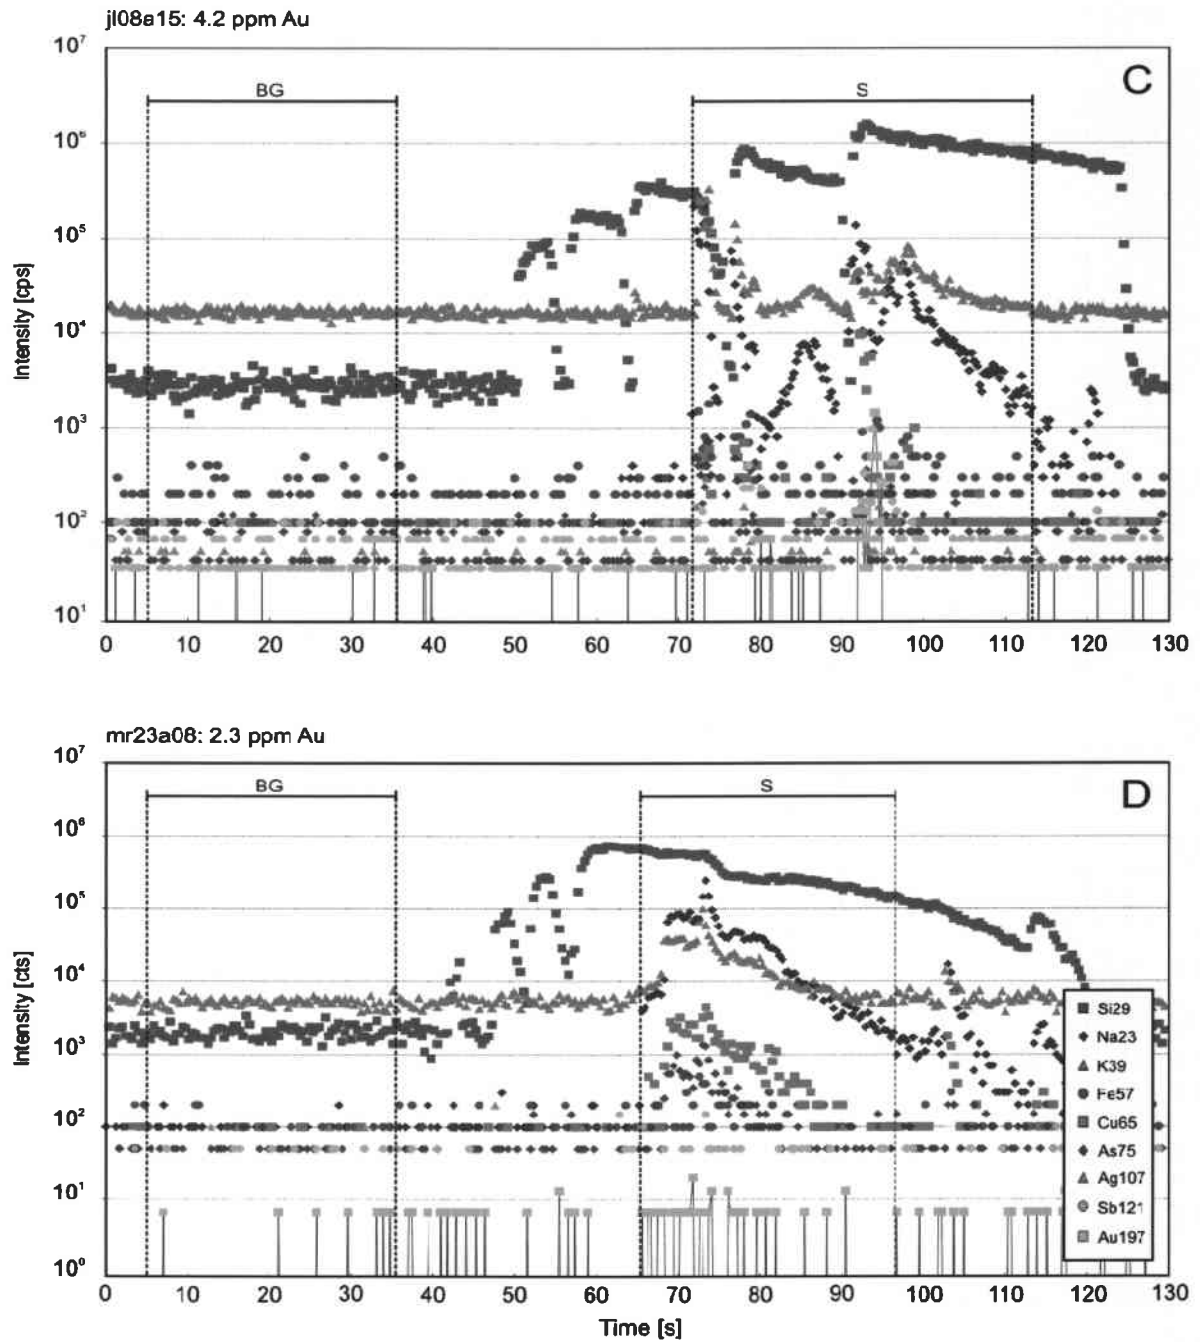 jl08a15: 4.2 ppm Au
C
BG
S
Intensity [cps]
10⁷
10⁶
10⁵
10⁴
10³
10²
10¹
0 10 20 30 40 50 60 70 80 90 100 110 120 130
mr23a08: 2.3 ppm Au
D
BG
S
Intensity [cts]
10⁷
10⁶
10⁵
10⁴
10³
10²
10¹
10⁰
Si29
Na23
K39
Fe57
Cu65
As75
Ag107
Sb121
Au197
0 10 20 30 40 50 60 70 80 90 100 110 120 130
Time [s]